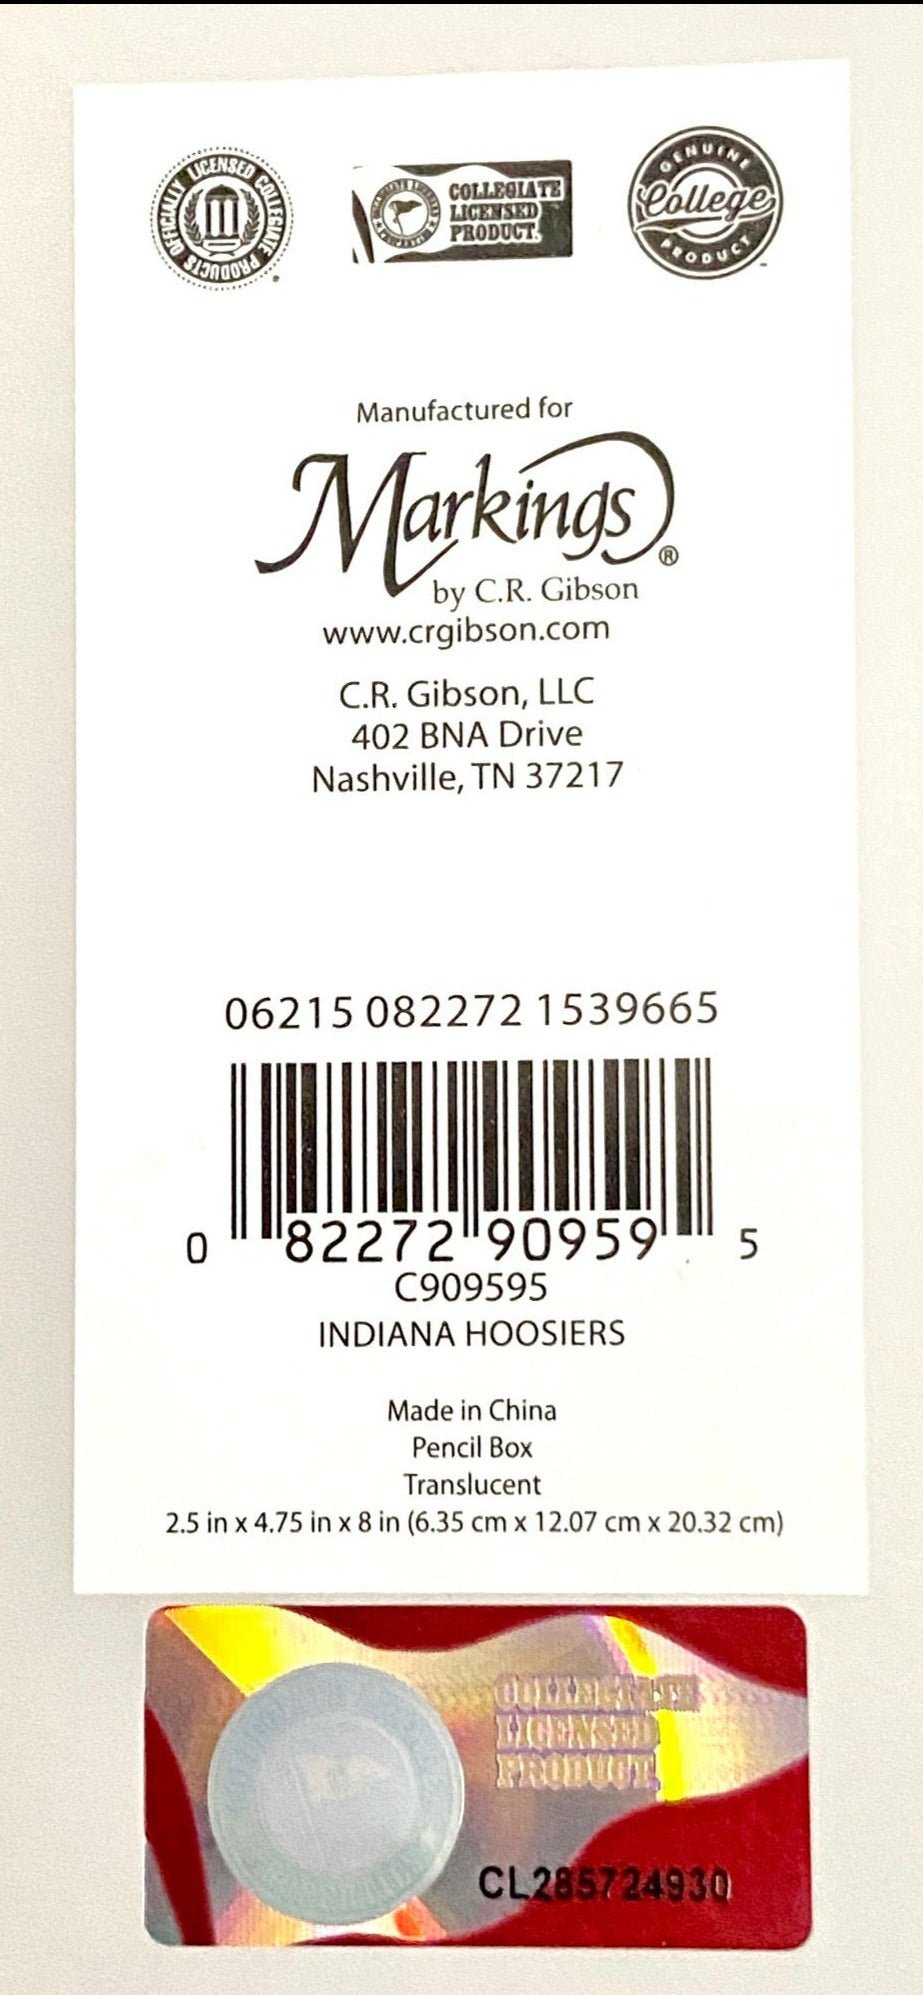 OFFICIALLY LICENSED COLLEGIATE PRODUCTS
COLLEGIATE
LICENSED
PRODUCT.
GENUINE
College
PRODUCT
Manufactured for
Markings®
by C.R. Gibson
www.crgibson.com
C.R. Gibson, LLC
402 BNA Drive
Nashville, TN 37217
06215 082272 1539665
0 82272 90959 5
C909595
INDIANA HOOSIERS
Made in China
Pencil Box
Translucent
2.5 in x 4.75 in x 8 in (6.35 cm x 12.07 cm x 20.32 cm)
COLLEGIATE
LICENSED
PRODUCT.
CL285724930